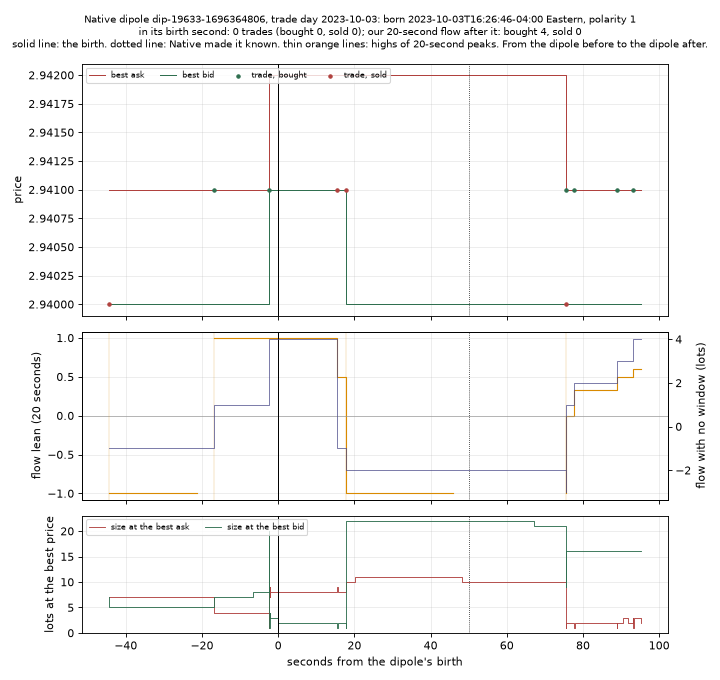 Native dipole dip-19633-1696364806, trade day 2023-10-03: born 2023-10-03T16:26:46-04:00 Eastern, polarity 1
in its birth second: 0 trades (bought 0, sold 0); our 20-second flow after it: bought 4, sold 0
solid line: the birth. dotted line: Native made it known. thin orange lines: highs of 20-second peaks. From the dipole before to the dipole after.
best ask best bid trade, bought trade, sold
2.94200
2.94175
2.94150
2.94125
2.94100
2.94075
2.94050
2.94025
2.94000
price
1.0
0.5
0.0
−0.5
−1.0
flow lean (20 seconds)
4
2
0
−2
flow with no window (lots)
size at the best ask size at the best bid
20
15
10
5
0
lots at the best price
−40 −20 0 20 40 60 80 100
seconds from the dipole's birth